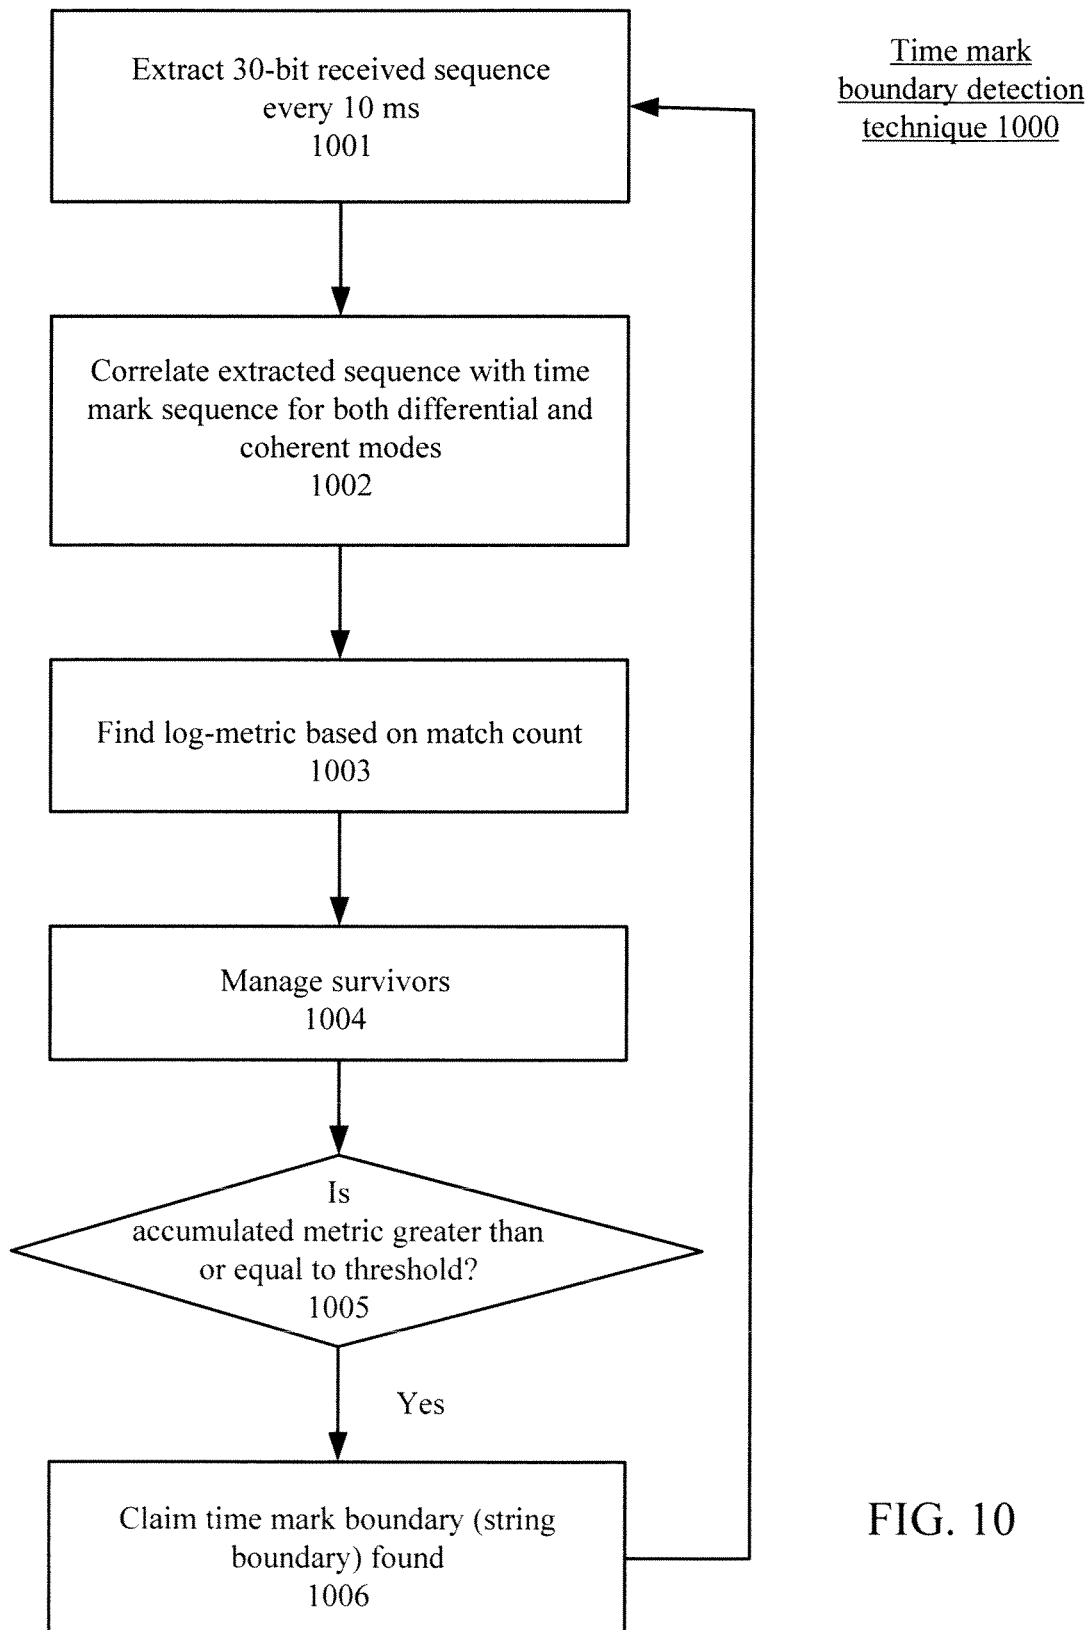 Extract 30-bit received sequence
every 10 ms
1001
Time mark
boundary detection
technique 1000
Correlate extracted sequence with time
mark sequence for both differential and
coherent modes
1002
Find log-metric based on match count
1003
Manage survivors
1004
Is
accumulated metric greater than
or equal to threshold?
1005
Yes
Claim time mark boundary (string
boundary) found
1006
FIG. 10